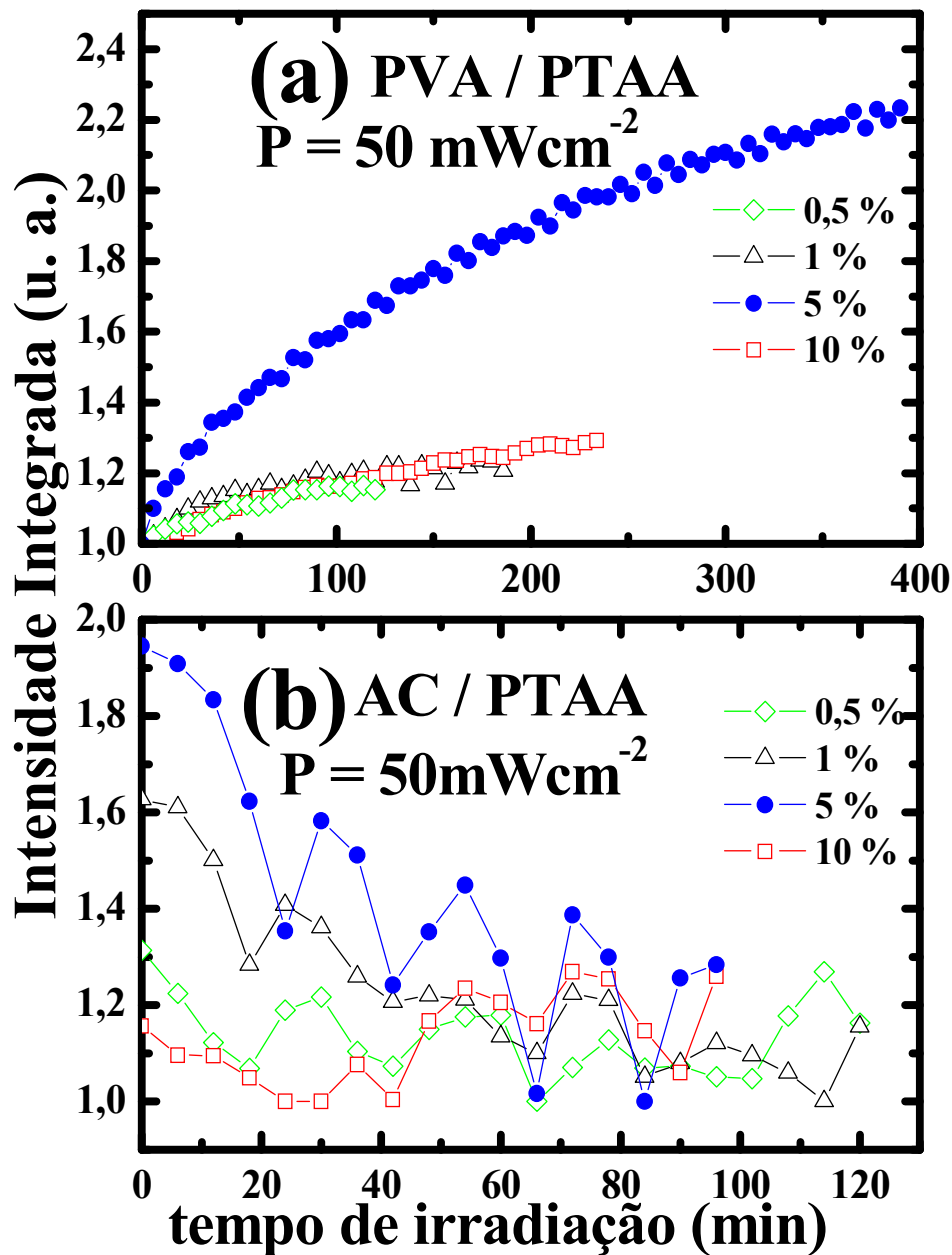 Intensidade Integrada (u. a.)
2,4
2,2
2,0
1,8
1,6
1,4
1,2
1,0
(a) PVA / PTAA
P = 50 mWcm-2
0,5 %
1 %
5 %
10 %
0 100 200 300 400
2,0
1,8
1,6
1,4
1,2
1,0
(b) AC / PTAA
P = 50mWcm-2
0,5 %
1 %
5 %
10 %
0 20 40 60 80 100 120
tempo de irradiação (min)